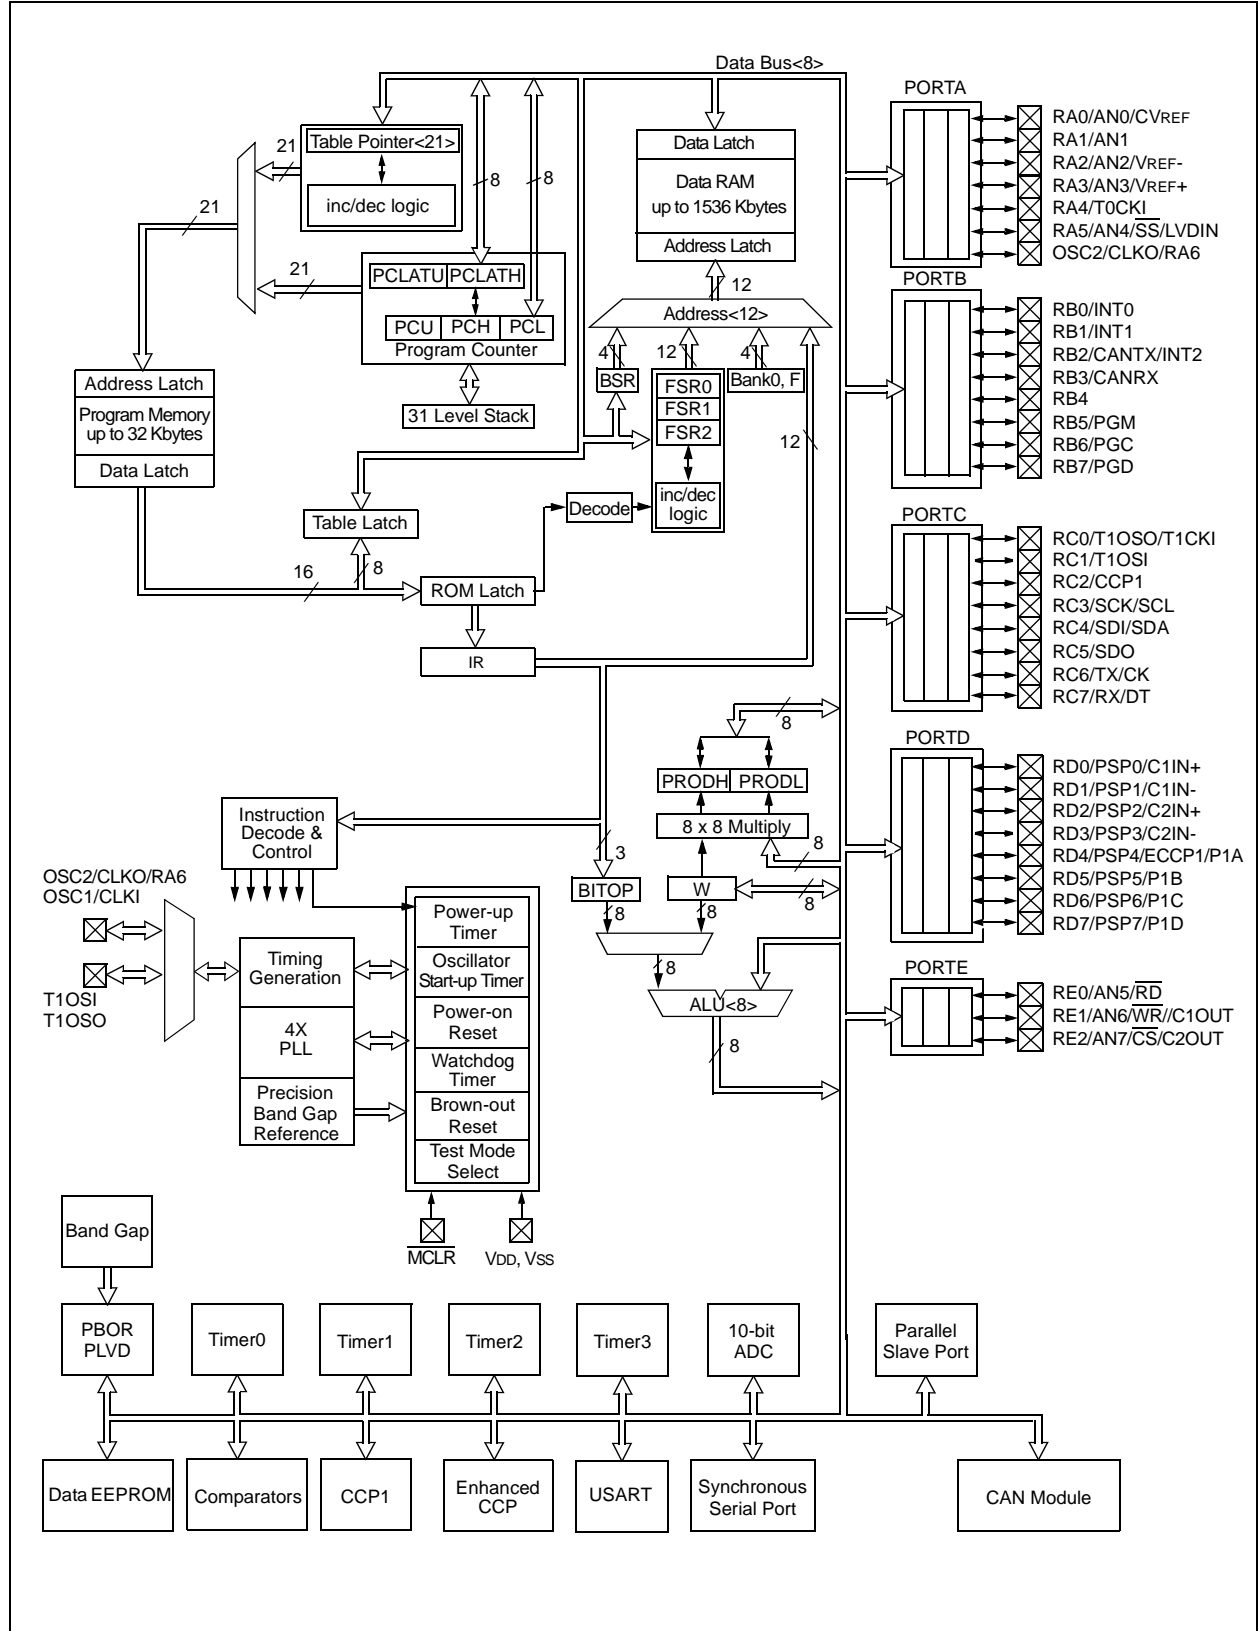 Data Bus<8>
Table Pointer<21>
inc/dec logic
21
8
8
21
21
PCLATU
PCLATH
PCU
PCH
PCL
Program Counter
31 Level Stack
Address Latch
Program Memory
up to 32 Kbytes
Data Latch
Data Latch
Data RAM
up to 1536 Kbytes
Address Latch
12
Address<12>
4
12
4
BSR
FSR0
FSR1
FSR2
inc/dec
logic
Bank0, F
12
Table Latch
Decode
16
8
ROM Latch
IR
8
PRODH
PRODL
8 x 8 Multiply
8
3
BITOP
W
8
8
8
8
ALU<8>
8
Instruction
Decode &
Control
OSC2/CLKO/RA6
OSC1/CLKI
T1OSI
T1OSO
Timing
Generation
4X
PLL
Precision
Band Gap
Reference
Power-up
Timer
Oscillator
Start-up Timer
Power-on
Reset
Watchdog
Timer
Brown-out
Reset
Test Mode
Select
MCLR
VDD, VSS
PORTA
RA0/AN0/CVREF
RA1/AN1
RA2/AN2/VREF-
RA3/AN3/VREF+
RA4/T0CKI
RA5/AN4/SS/LVDIN
OSC2/CLKO/RA6
PORTB
RB0/INT0
RB1/INT1
RB2/CANTX/INT2
RB3/CANRX
RB4
RB5/PGM
RB6/PGC
RB7/PGD
PORTC
RC0/T1OSO/T1CKI
RC1/T1OSI
RC2/CCP1
RC3/SCK/SCL
RC4/SDI/SDA
RC5/SDO
RC6/TX/CK
RC7/RX/DT
PORTD
RD0/PSP0/C1IN+
RD1/PSP1/C1IN-
RD2/PSP2/C2IN+
RD3/PSP3/C2IN-
RD4/PSP4/ECCP1/P1A
RD5/PSP5/P1B
RD6/PSP6/P1C
RD7/PSP7/P1D
PORTE
RE0/AN5/RD
RE1/AN6/WR//C1OUT
RE2/AN7/CS/C2OUT
Band Gap
PBOR
PLVD
Timer0
Timer1
Timer2
Timer3
10-bit
ADC
Parallel
Slave Port
Data EEPROM
Comparators
CCP1
Enhanced
CCP
USART
Synchronous
Serial Port
CAN Module